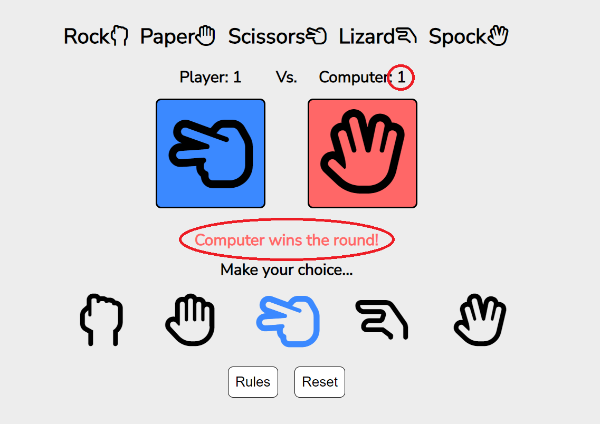 Rock Paper Scissors Lizard Spock
Player: 1 Vs. Computer: 1
Computer wins the round!
Make your choice...
Rules Reset